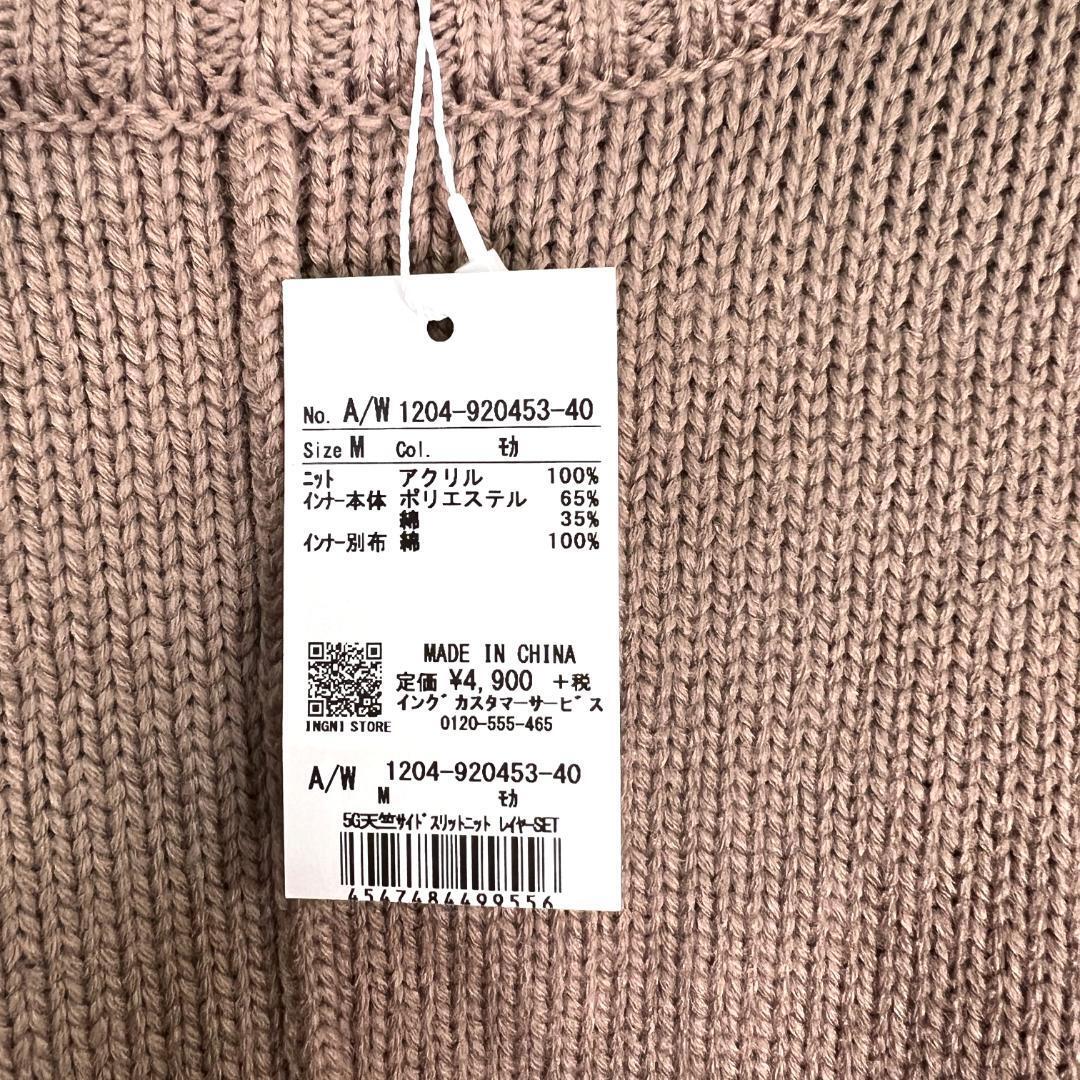 No. A/W 1204-920453-40
Size M Col. モカ
ニット アクリル 100%
インナー本体 ポリエステル 65%
綿 35%
インナー別布 綿 100%
MADE IN CHINA
定価 ¥4,900 +税
イング カスタマーサービス
0120-555-465
INGNI STORE
A/W 1204-920453-40
M モカ
5G天竺サイドスリットニット レイヤーSET
4547484499556